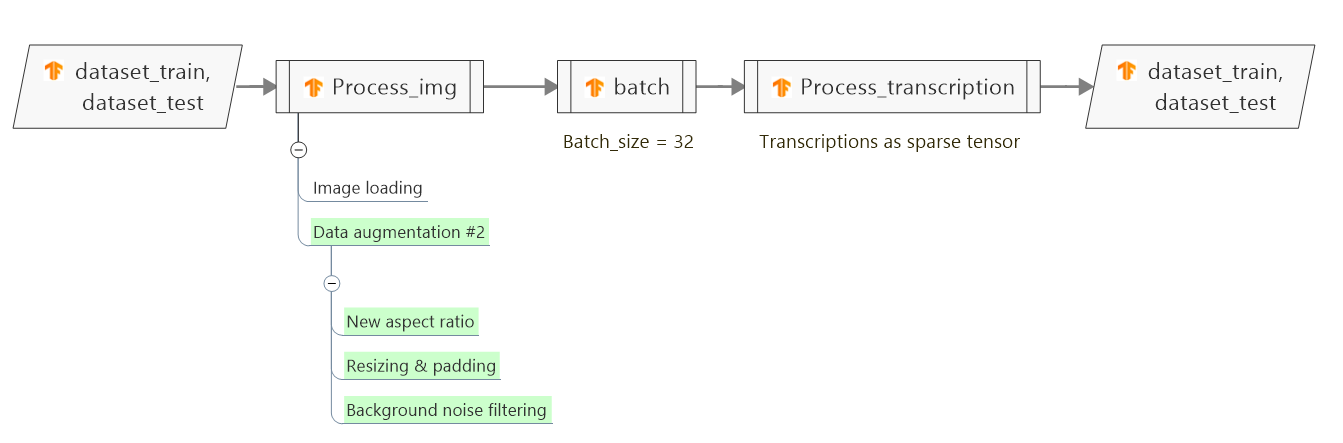 dataset_train,
dataset_test
Process_img
batch
Process_transcription
dataset_train,
dataset_test
Batch_size = 32
Transcriptions as sparse tensor
Image loading
Data augmentation #2
New aspect ratio
Resizing & padding
Background noise filtering